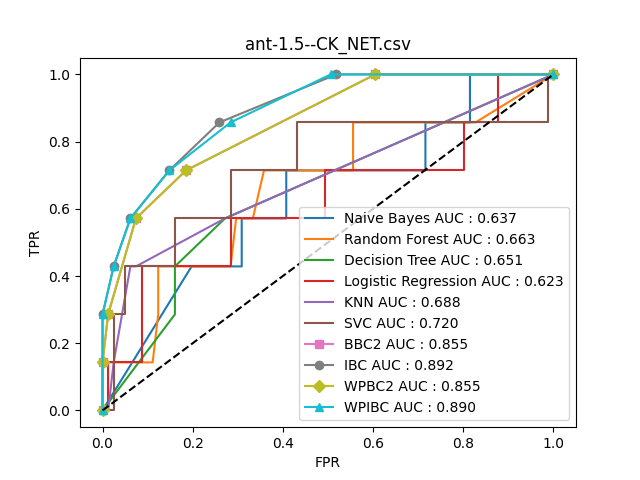 ant-1.5--CK_NET.csv
TPR
1.0
0.8
0.6
0.4
0.2
0.0
Naive Bayes AUC : 0.637
Random Forest AUC : 0.663
Decision Tree AUC : 0.651
Logistic Regression AUC : 0.623
KNN AUC : 0.688
SVC AUC : 0.720
BBC2 AUC : 0.855
IBC AUC : 0.892
WPBC2 AUC : 0.855
WPIBC AUC : 0.890
0.0 0.2 0.4 0.6 0.8 1.0
FPR